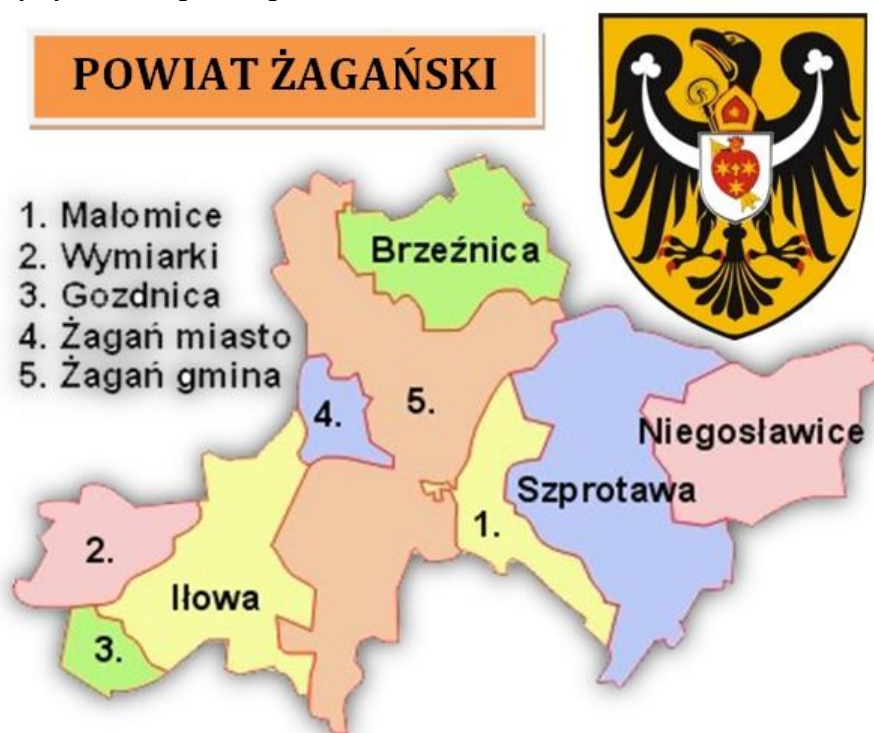 POWIAT ŻAGAŃSKI
1. Małomice
2. Wymiarki
3. Gozdnica
4. Żagań miasto
5. Żagań gmina
Brzeźnica
4.
5.
Niegosławice
Szprotawa
1.
2.
Iłowa
3.